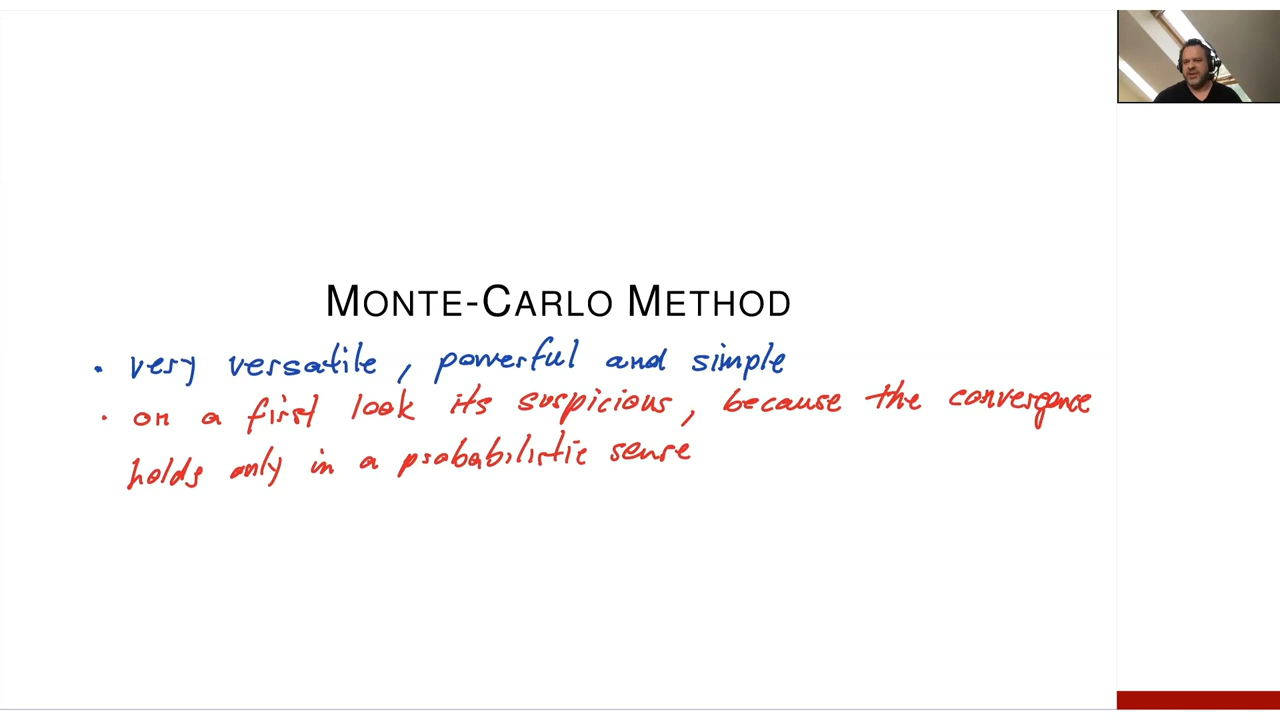 MONTE-CARLO METHOD
• very versatile, powerful and simple
• on a first look its suspicious, because the convergence
holds only in a probabilistic sense